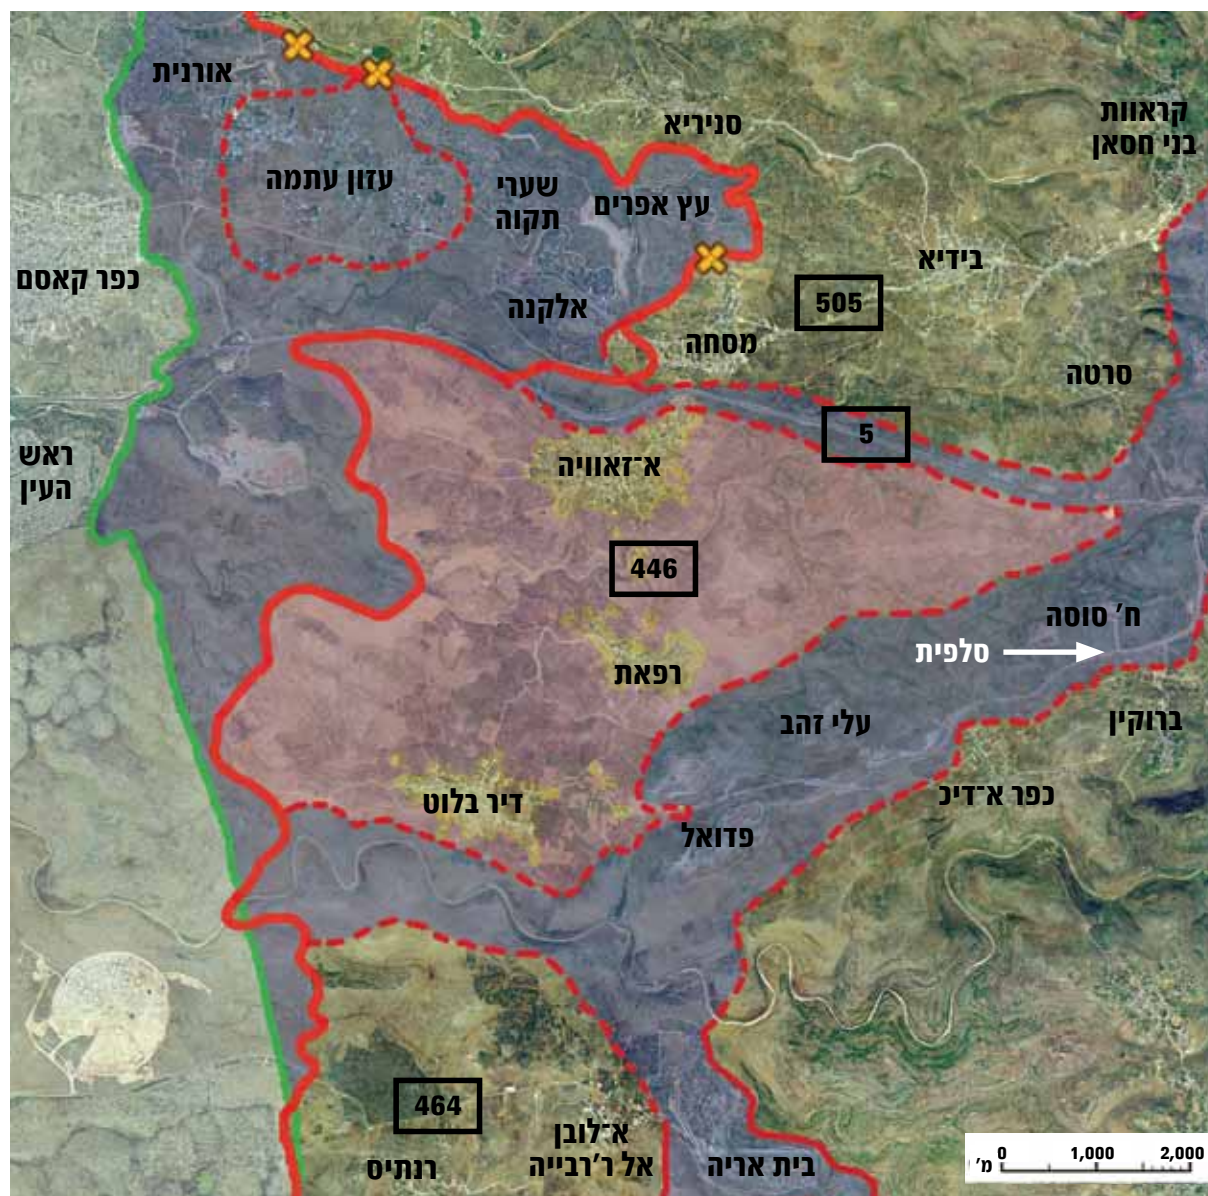 אורנית
קראוות
בני חסאן
סניריא
עזון עתמה
שערי
תקוה
עץ אפרים
בידיא
כפר קאסם
505
אלקנה
מסחה
סרטה
5
ראש
העין
א־זאוויה
446
ח' סוסה
סלפית
רפאת
עלי זהב
ברוקין
דיר בלוט
כפר א־דיכ
פדואל
464
א־לובן
אל ר'רבייה
רנתיס
בית אריה
מ' 0 1,000 2,000